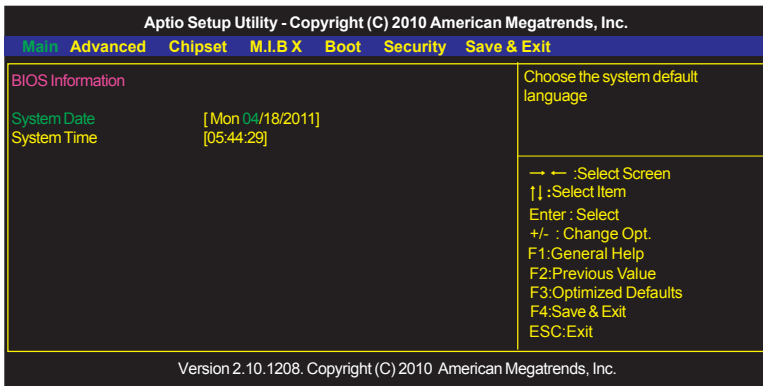 Aptio Setup Utility - Copyright (C) 2010 American Megatrends, Inc.
Main Advanced Chipset M.I.B X Boot Security Save & Exit
BIOS Information
System Date [ Mon 04/18/2011]
System Time [05:44:29]
Choose the system default
language
→ ← :Select Screen
↑↓ :Select Item
Enter : Select
+/- : Change Opt.
F1:General Help
F2:Previous Value
F3:Optimized Defaults
F4:Save & Exit
ESC:Exit
Version 2.10.1208. Copyright (C) 2010 American Megatrends, Inc.